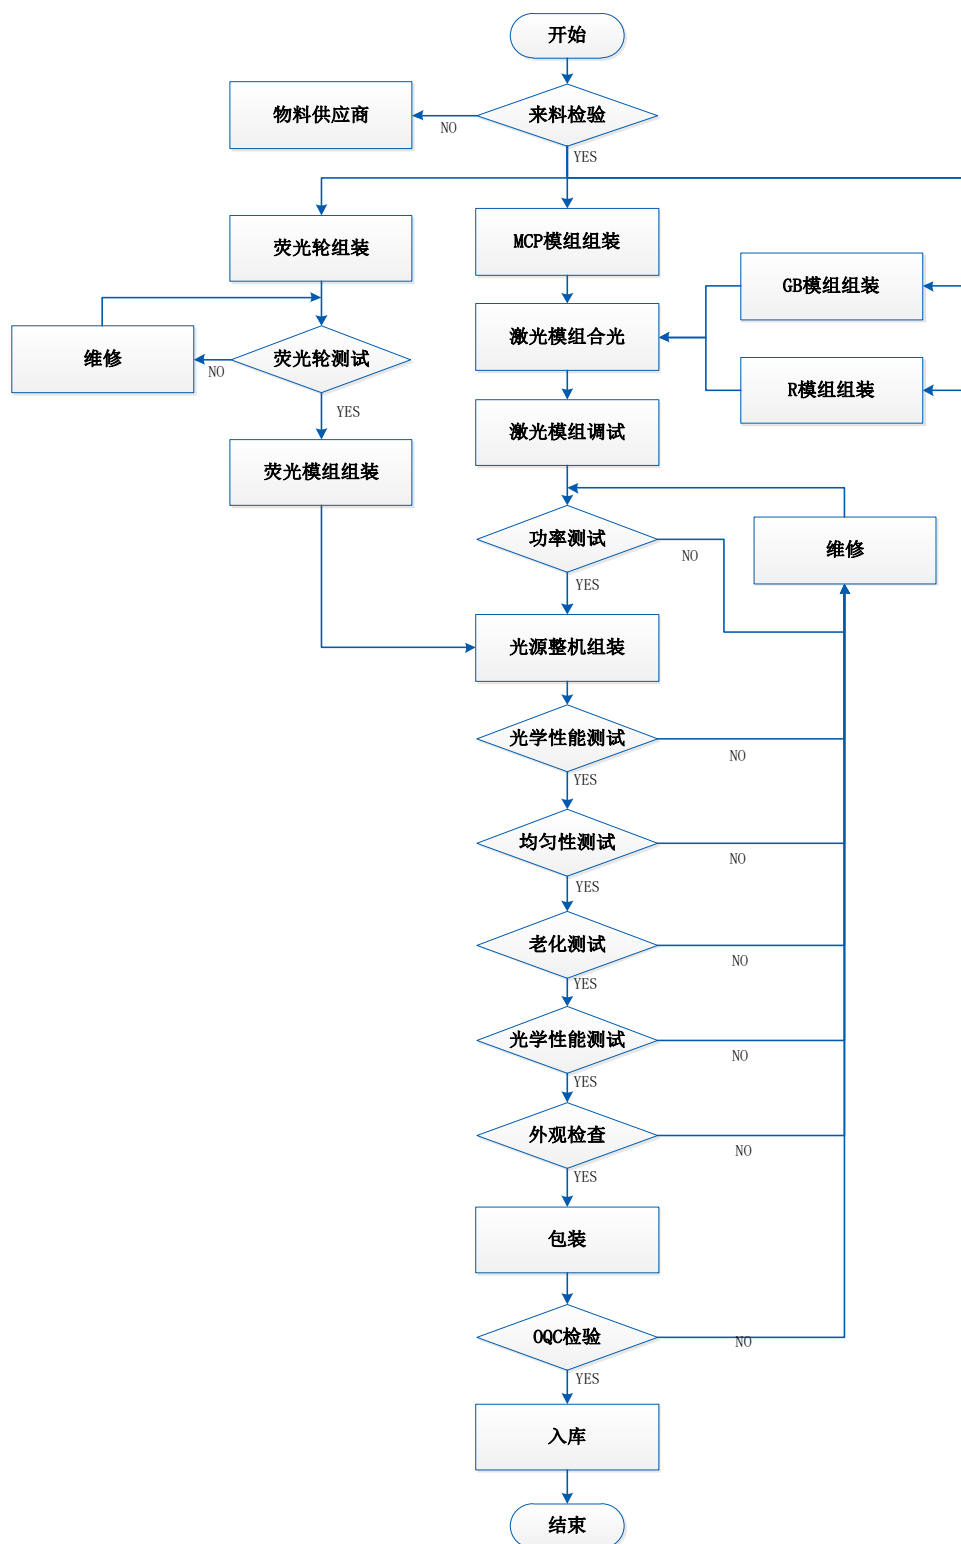 开始
物料供应商
来料检验
NO
YES
荧光轮组装
MCP模组组装
GB模组组装
激光模组合光
维修
荧光轮测试
NO
R模组组装
YES
激光模组调试
荧光模组组装
功率测试
NO
维修
YES
光源整机组装
光学性能测试
NO
YES
均匀性测试
NO
YES
老化测试
NO
YES
光学性能测试
NO
YES
外观检查
NO
YES
包装
OQC检验
NO
YES
入库
结束